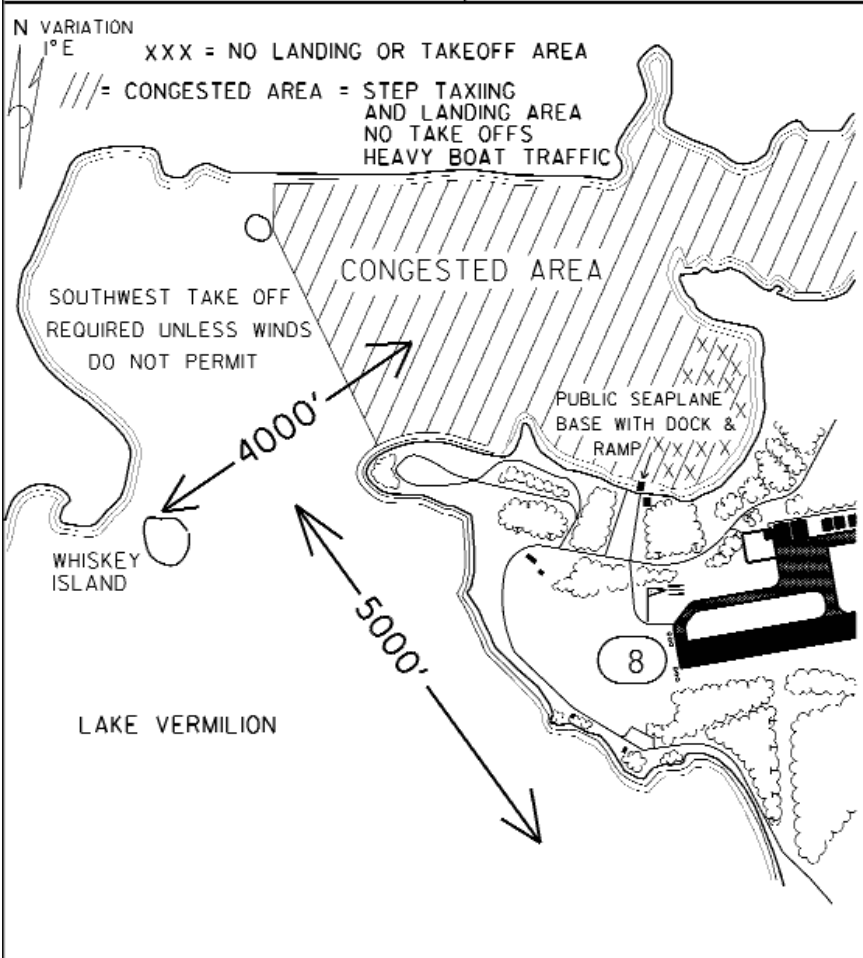 N VARIATION
1° E
XXX = NO LANDING OR TAKEOFF AREA
///= CONGESTED AREA = STEP TAXIING
AND LANDING AREA
NO TAKE OFFS
HEAVY BOAT TRAFFIC
CONGESTED AREA
SOUTHWEST TAKE OFF
REQUIRED UNLESS WINDS
DO NOT PERMIT
PUBLIC SEAPLANE
BASE WITH DOCK &
RAMP
4000'
WHISKEY
ISLAND
5000'
8
LAKE VERMILION